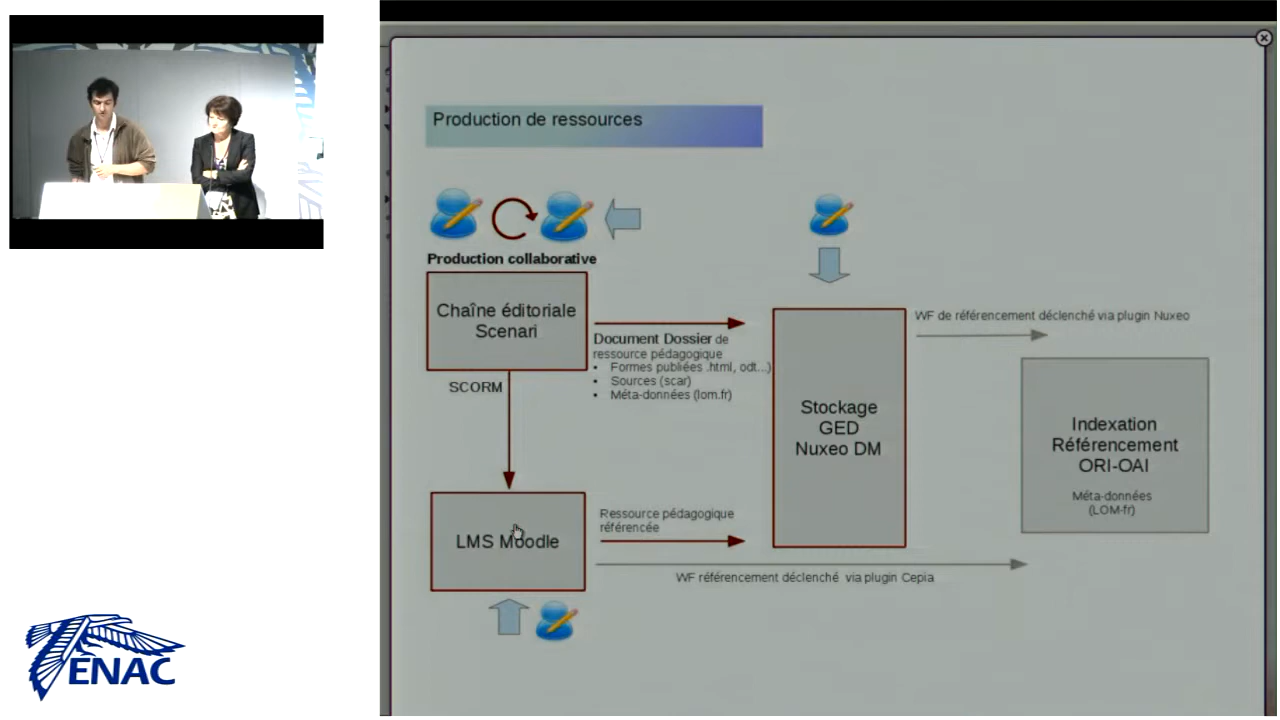 Production de ressources
Production collaborative
Chaîne éditoriale
Scenari
Document Dossier de
ressource pédagogique
• Formes publiées .html, odt...)
• Sources (scar)
• Méta-données (lom.fr)
SCORM
LMS Moodle
Ressource pédagogique
référencée
WF référencement déclenché via plugin Cepia
Stockage
GED
Nuxeo DM
WF de référencement déclenché via plugin Nuxeo
Indexation
Référencement
ORI-OAI
Méta-données
(LOM-fr)
ENAC